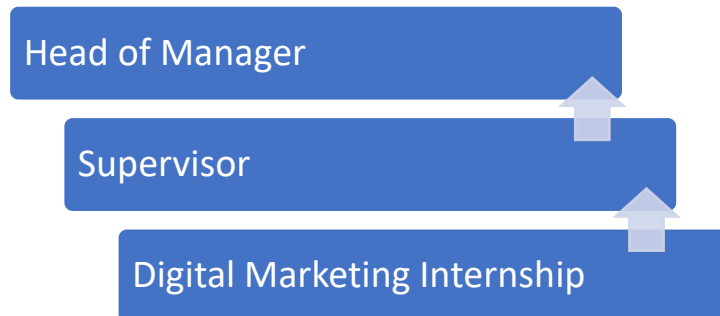 Head of Manager
Supervisor
Digital Marketing Internship